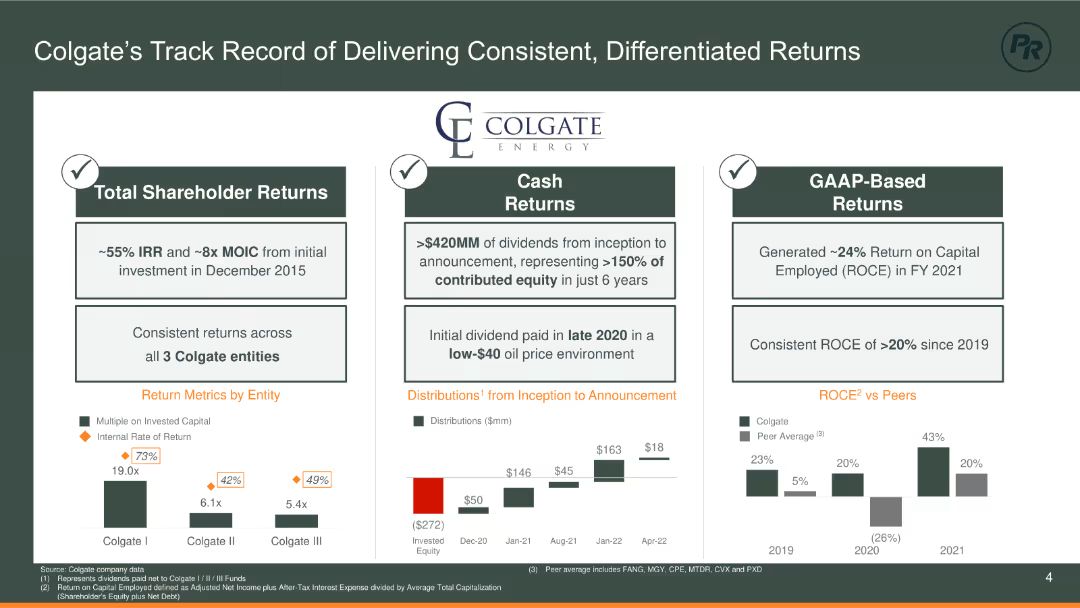 Colgate's Track Record of Delivering Consistent, Differentiated Returns
PR
CE COLGATE
ENERGY
Total Shareholder Returns
~55% IRR and ~8x MOIC from initial
investment in December 2015
Consistent returns across
all 3 Colgate entities
Return Metrics by Entity
Multiple on Invested Capital
Internal Rate of Return
73%
19.0x
42%
6.1x
49%
5.4x
Colgate I
Colgate II
Colgate III
Cash
Returns
>$420MM of dividends from inception to
announcement, representing >150% of
contributed equity in just 6 years
Initial dividend paid in late 2020 in a
low-$40 oil price environment
Distributions¹ from Inception to Announcement
Distributions ($mm)
($272)
$50
$146
$45
$163
$18
Invested
Equity
Dec-20
Jan-21
Aug-21
Jan-22
Apr-22
GAAP-Based
Returns
Generated ~24% Return on Capital
Employed (ROCE) in FY 2021
Consistent ROCE of >20% since 2019
ROCE² vs Peers
Colgate
Peer Average (3)
23%
5%
20%
(26%)
43%
20%
2019
2020
2021
Source: Colgate company data
(1) Represents dividends paid net to Colgate I / II / III Funds
(2) Return on Capital Employed defined as Adjusted Net Income plus After-Tax Interest Expense divided by Average Total Capitalization
(Shareholder's Equity plus Net Debt)
(3) Peer average includes FANG, MGY, CPE, MTDR, CVX and PXD
4